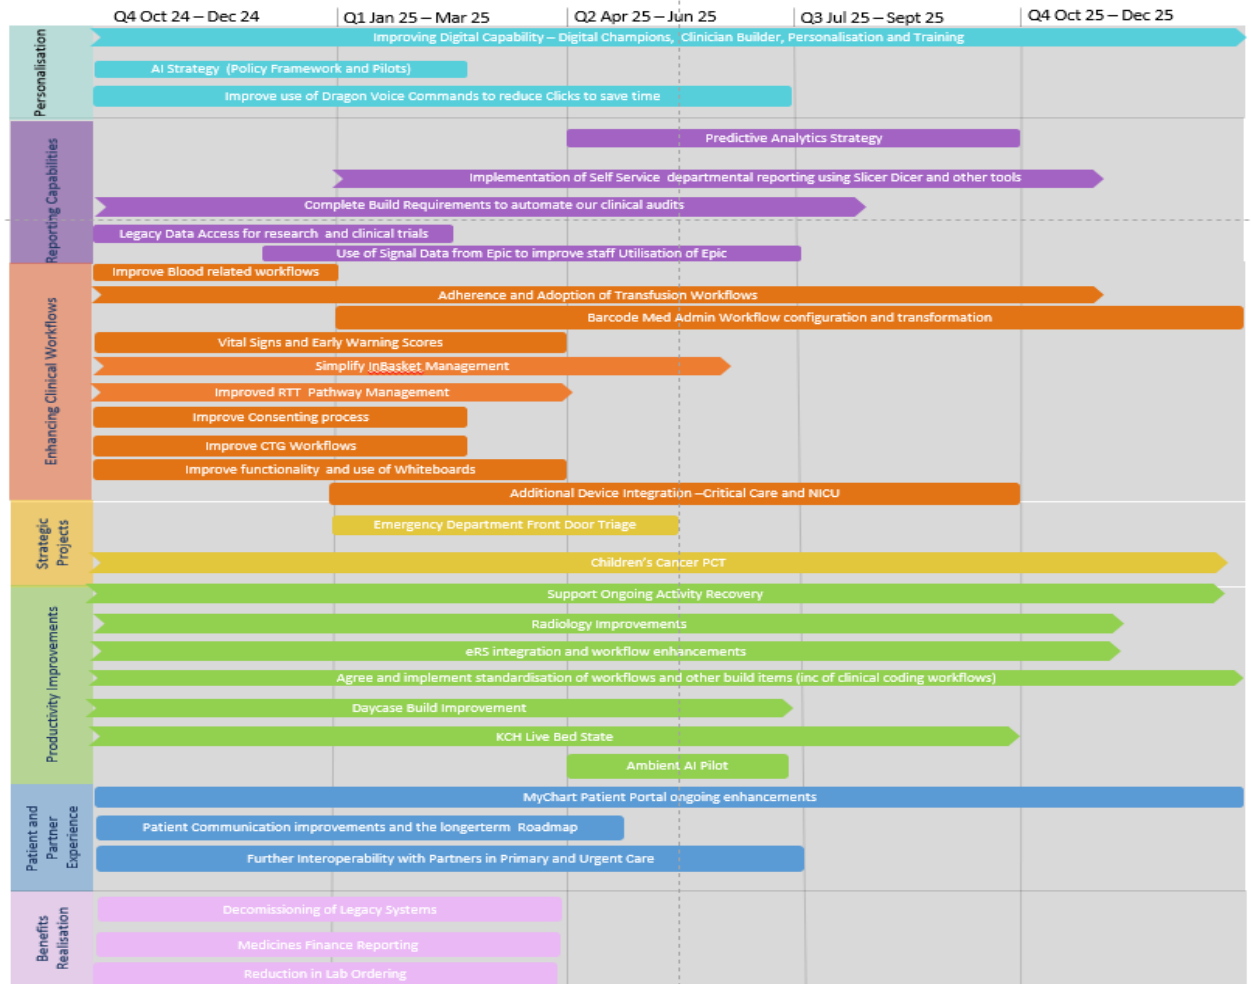 Q4 Oct 24 – Dec 24
Q1 Jan 25 – Mar 25
Q2 Apr 25 – Jun 25
Q3 Jul 25 – Sept 25
Q4 Oct 25 – Dec 25
Personalisation
Improving Digital Capability – Digital Champions, Clinician Builder, Personalisation and Training
AI Strategy (Policy Framework and Pilots)
Improve use of Dragon Voice Commands to reduce Clicks to save time
Reporting Capabilities
Predictive Analytics Strategy
Implementation of Self Service departmental reporting using Slicer Dicer and other tools
Complete Build Requirements to automate our clinical audits
Legacy Data Access for research and clinical trials
Use of Signal Data from Epic to improve staff Utilisation of Epic
Enhancing Clinical Workflows
Improve Blood related workflows
Adherence and Adoption of Transfusion Workflows
Barcode Med Admin Workflow configuration and transformation
Vital Signs and Early Warning Scores
Simplify InBasket Management
Improved RTT Pathway Management
Improve Consenting process
Improve CTG Workflows
Improve functionality and use of Whiteboards
Additional Device Integration –Critical Care and NICU
Strategic
Projects
Emergency Department Front Door Triage
Children's Cancer PCT
Productivity Improvements
Support Ongoing Activity Recovery
Radiology Improvements
eRS integration and workflow enhancements
Agree and implement standardisation of workflows and other build items (inc of clinical coding workflows)
Daycase Build Improvement
KCH Live Bed State
Ambient AI Pilot
Patient and
Partner
Experience
MyChart Patient Portal ongoing enhancements
Patient Communication improvements and the longerterm Roadmap
Further Interoperability with Partners in Primary and Urgent Care
Benefits
Realisation
Decomissioning of Legacy Systems
Medicines Finance Reporting
Reduction in Lab Ordering